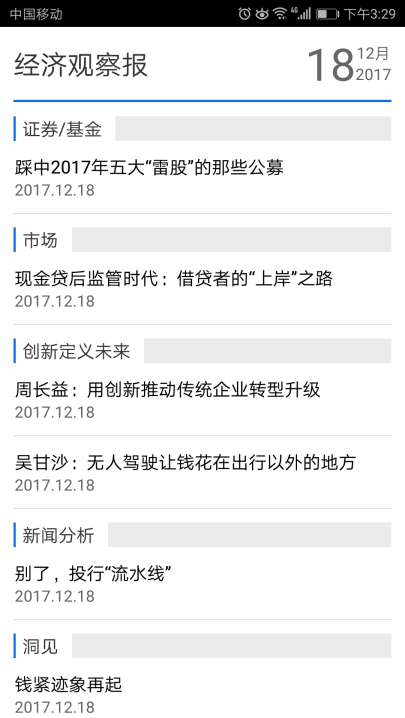 中国移动
4G
下午3:29
经济观察报
18
12月
2017
证券/基金
踩中2017年五大“雷股”的那些公募
2017.12.18
市场
现金贷后监管时代：借贷者的“上岸”之路
2017.12.18
创新定义未来
周长益：用创新推动传统企业转型升级
2017.12.18
吴甘沙：无人驾驶让钱花在出行以外的地方
2017.12.18
新闻分析
别了，投行“流水线”
2017.12.18
洞见
钱紧迹象再起
2017.12.18